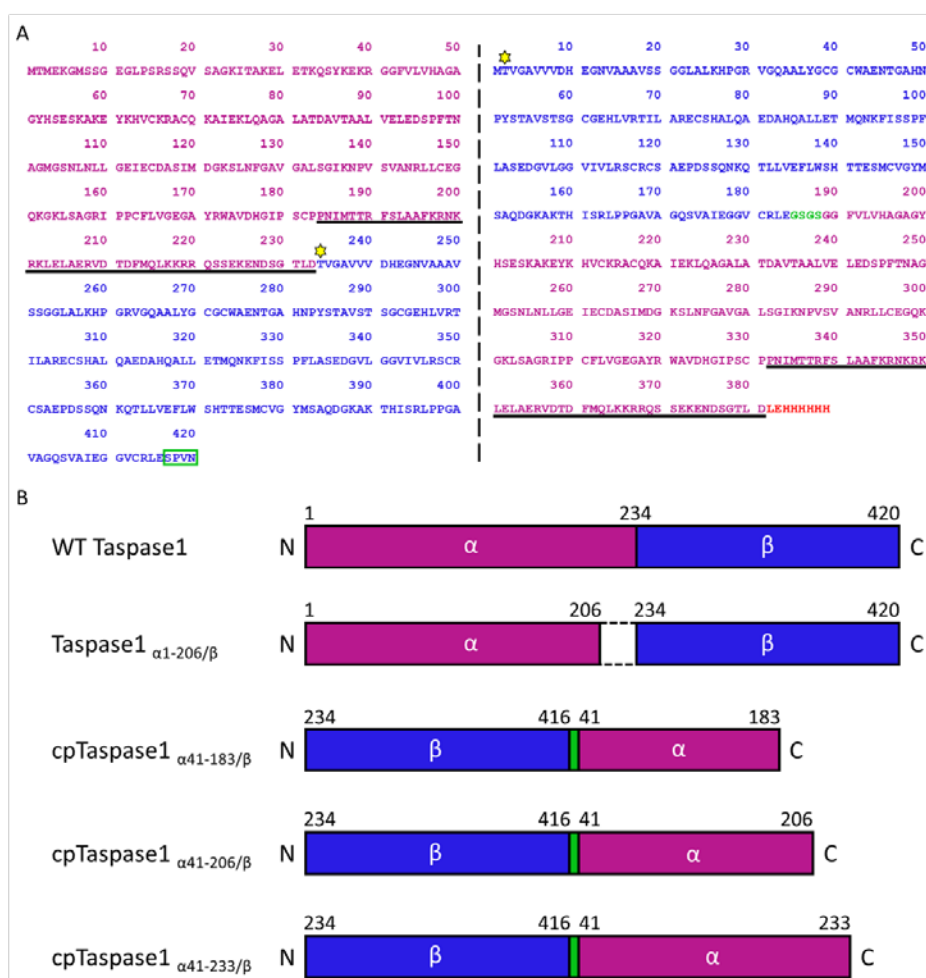 A
10 20 30 40 50
MTMEKGMSSG EGLPSRSSQV SAGKITAKEL ETKQSYKEKR GGFVLVHAGA
60 70 80 90 100
GYHSESKAKE YKHVCKRACQ KAIEKLQAGA LATDAVTAAL VELEDSPFTN
110 120 130 140 150
AGMGSNLNLL GEIECDASIM DGKSLNFGAV GALSGIKNPV SVANRLLCEG
160 170 180 190 200
QKGKLSAGRI PPCFLVGEGA YRWAVDHGIP SCPPNIMTTR FSLAAFKRNK
210 220 230 240 250
RKLELAERVD TDFMQLKKRR QSSEKENDSG TLDTVGAVVV DHEGNVAAAV
260 270 280 290 300
SSGGLALKHP GRVGQAALYG CGCWAENTGA HNPYSTAVST SGCGEHLVRT
310 320 330 340 350
ILARECSHAL QAEDAHQALL ETMQNKFISS PFLASEDGVL GGVIVLRSCR
360 370 380 390 400
CSAEPDSSQN KQTLLVEFLW SHTTESMCVG YMSAQDGKAK THISRLPPGA
410 420
VAGQSVAIEG GVCRLESPVN
10 20 30 40 50
MTVGAVVVDH EGNVAAAVSS GGLALKHPGR VGQAALYGCG CWAENTGAHN
60 70 80 90 100
PYSTAVSTSG CGEHLVRTIL ARECSHALQA EDAHQALLET MQNKFISSPF
110 120 130 140 150
LASEDGVLGG VIVLRSCRCS AEPDSSQNKQ TLLVEFLWSH TTESMCVGYM
160 170 180 190 200
SAQDGKAKTH ISRLPPGAVA GQSVAIEGGV CRLEGSGSGG FVLVHAGAGY
210 220 230 240 250
HSESKAKEYK HVCKRACQKA IEKLQAGALA TDAVTAALVE LEDSPFTNAG
260 270 280 290 300
MGSNLNLLGE IECDASIMDG KSLNFGAVGA LSGIKNPVSV ANRLLCEGQK
310 320 330 340 350
GKLSAGRIPP CFLVGEGAYR WAVDHGIPSC PPNIMTTRFS LAAFKRNKRK
360 370 380
LELAERVDTD FMQLKKRRQS SEKENDSGTL DLEHHHHHH
B
1 234 420
WT Taspase1 N α β C
1 206 234 420
Taspase1 α1-206/β N α β C
234 416 41 183
cpTaspase1 α41-183/β N β α C
234 416 41 206
cpTaspase1 α41-206/β N β α C
234 416 41 233
cpTaspase1 α41-233/β N β α C